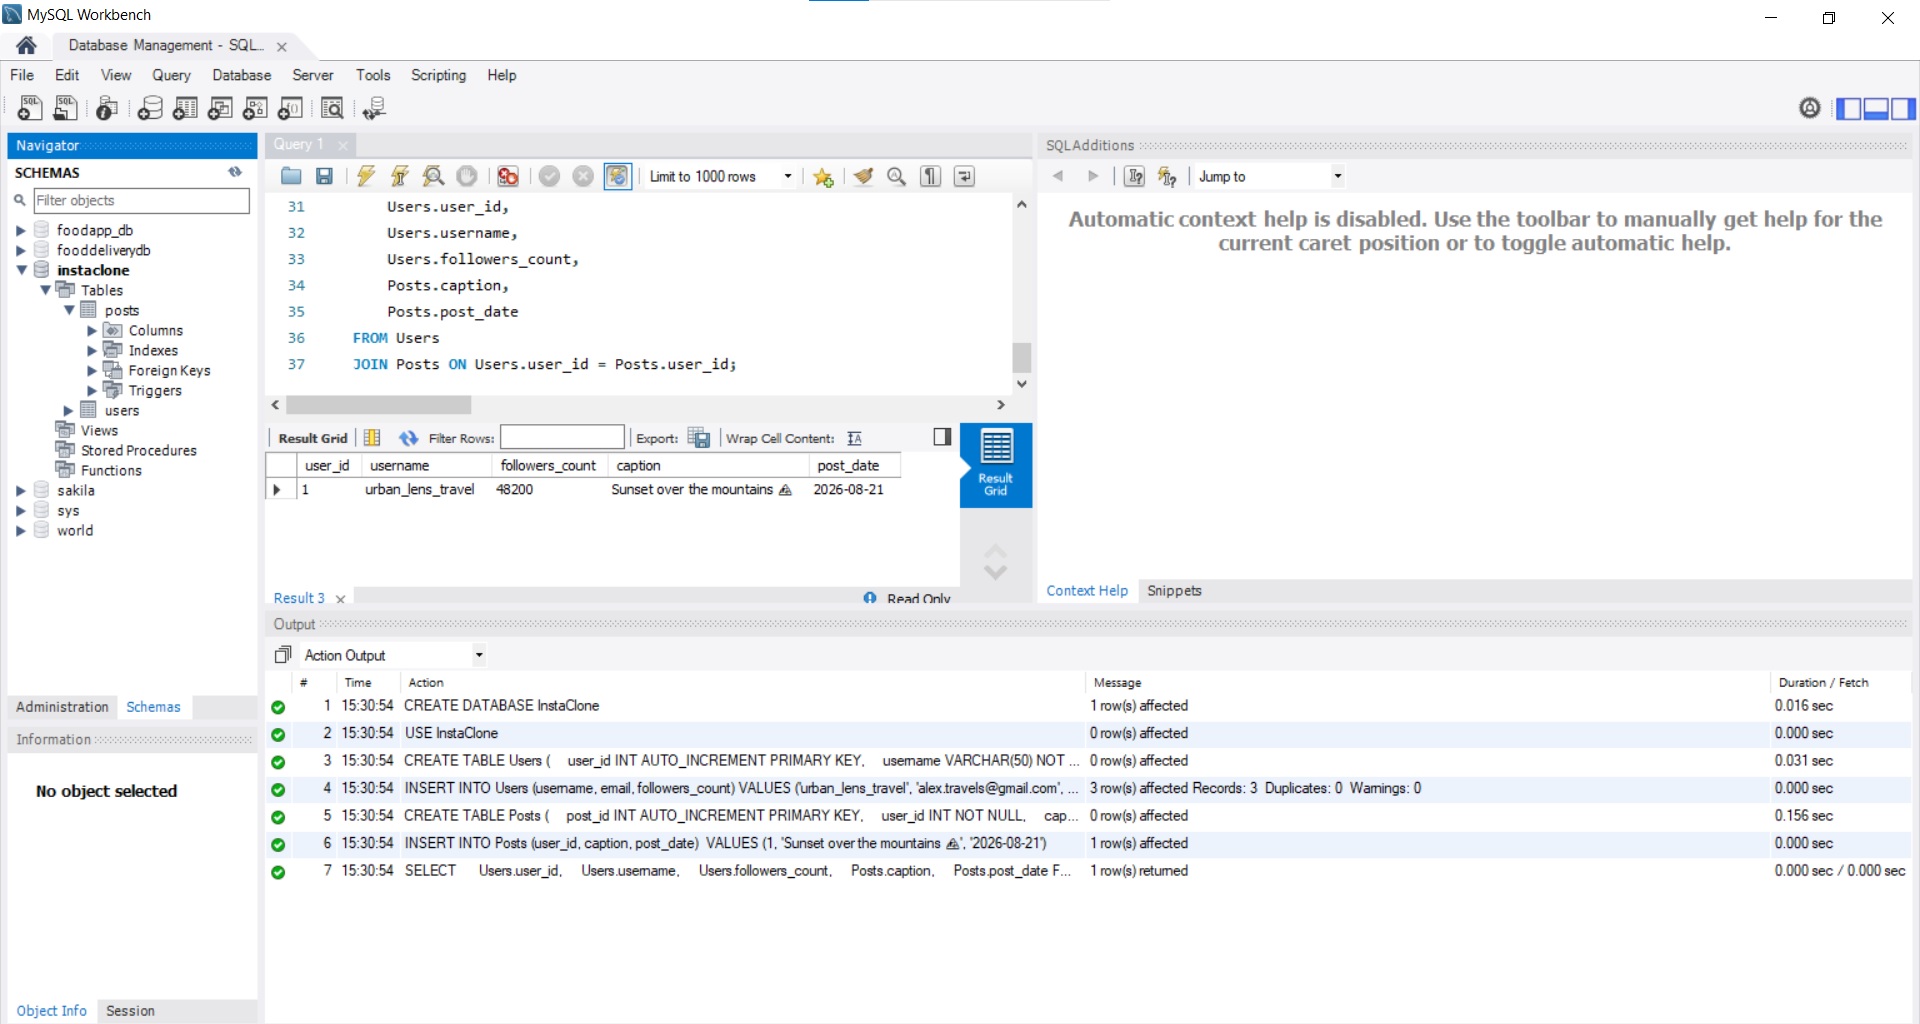 MySQL Workbench
Database Management - SQL...
File Edit View Query Database Server Tools Scripting Help
Navigator
SCHEMAS
Filter objects
foodapp_db
fooddeliverydb
instaclone
Tables
posts
Columns
Indexes
Foreign Keys
Triggers
users
Views
Stored Procedures
Functions
sakila
sys
world
Administration Schemas
Information
No object selected
Object Info Session
Query 1
Limit to 1000 rows
31 Users.user_id,
32 Users.username,
33 Users.followers_count,
34 Posts.caption,
35 Posts.post_date
36 FROM Users
37 JOIN Posts ON Users.user_id = Posts.user_id;
Result Grid Filter Rows: Export: Wrap Cell Content:
user_id username followers_count caption post_date
1 urban_lens_travel 48200 Sunset over the mountains 🏔 2026-08-21
Result Grid
Result 3 Read Only
SQLAdditions
Jump to
Automatic context help is disabled. Use the toolbar to manually get help for the
current caret position or to toggle automatic help.
Context Help Snippets
Output
Action Output
# Time Action Message Duration / Fetch
1 15:30:54 CREATE DATABASE InstaClone 1 row(s) affected 0.016 sec
2 15:30:54 USE InstaClone 0 row(s) affected 0.000 sec
3 15:30:54 CREATE TABLE Users ( user_id INT AUTO_INCREMENT PRIMARY KEY, username VARCHAR(50) NOT ... 0 row(s) affected 0.031 sec
4 15:30:54 INSERT INTO Users (username, email, followers_count) VALUES ('urban_lens_travel', 'alex.travels@gmail.com', ... 3 row(s) affected Records: 3 Duplicates: 0 Warnings: 0 0.000 sec
5 15:30:54 CREATE TABLE Posts ( post_id INT AUTO_INCREMENT PRIMARY KEY, user_id INT NOT NULL, cap... 0 row(s) affected 0.156 sec
6 15:30:54 INSERT INTO Posts (user_id, caption, post_date) VALUES (1, 'Sunset over the mountains 🏔', '2026-08-21') 1 row(s) affected 0.000 sec
7 15:30:54 SELECT Users.user_id, Users.username, Users.followers_count, Posts.caption, Posts.post_date F... 1 row(s) returned 0.000 sec / 0.000 sec